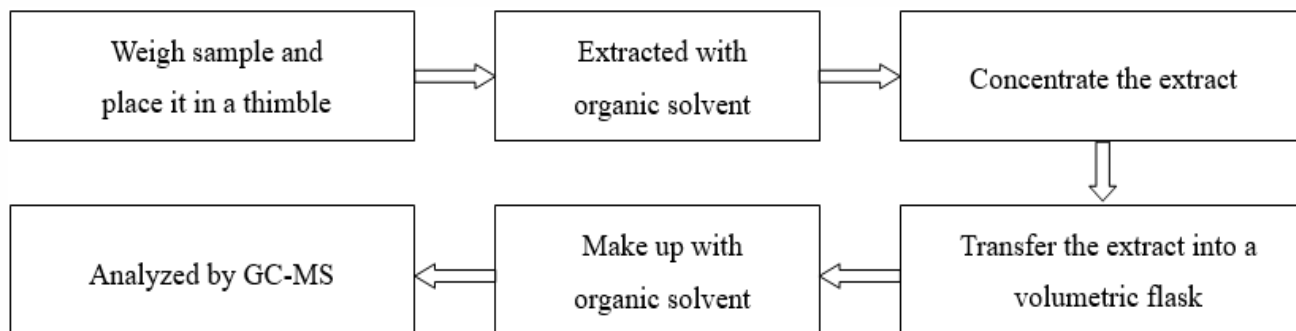 Weigh sample and
place it in a thimble
Extracted with
organic solvent
Concentrate the extract
Transfer the extract into a
volumetric flask
Make up with
organic solvent
Analyzed by GC-MS